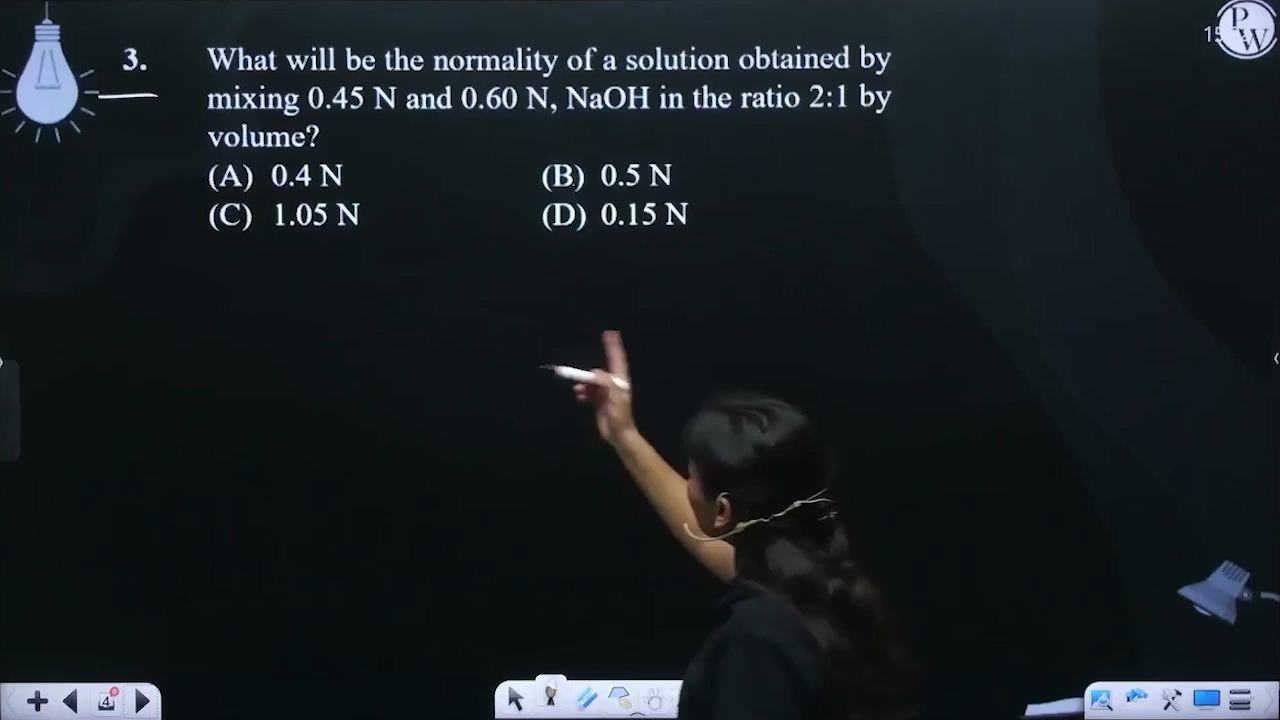 3. What will be the normality of a solution obtained by
mixing 0.45 N and 0.60 N, NaOH in the ratio 2:1 by
volume?
(A) 0.4 N (B) 0.5 N
(C) 1.05 N (D) 0.15 N
PW
4